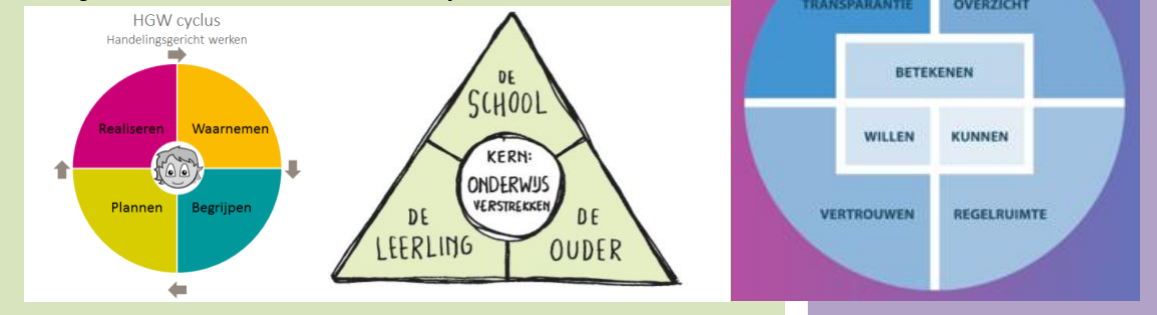 HGW cyclus
Handelingsgericht werken
Realiseren
Waarnemen
Plannen
Begrijpen
DE
SCHOOL
KERN:
ONDERWIJS
VERSTREKKEN
DE
LEERLING
DE
OUDER
TRANSPARANTIE
OVERZICHT
BETEKENEN
WILLEN
KUNNEN
VERTROUWEN
REGELRUIMTE